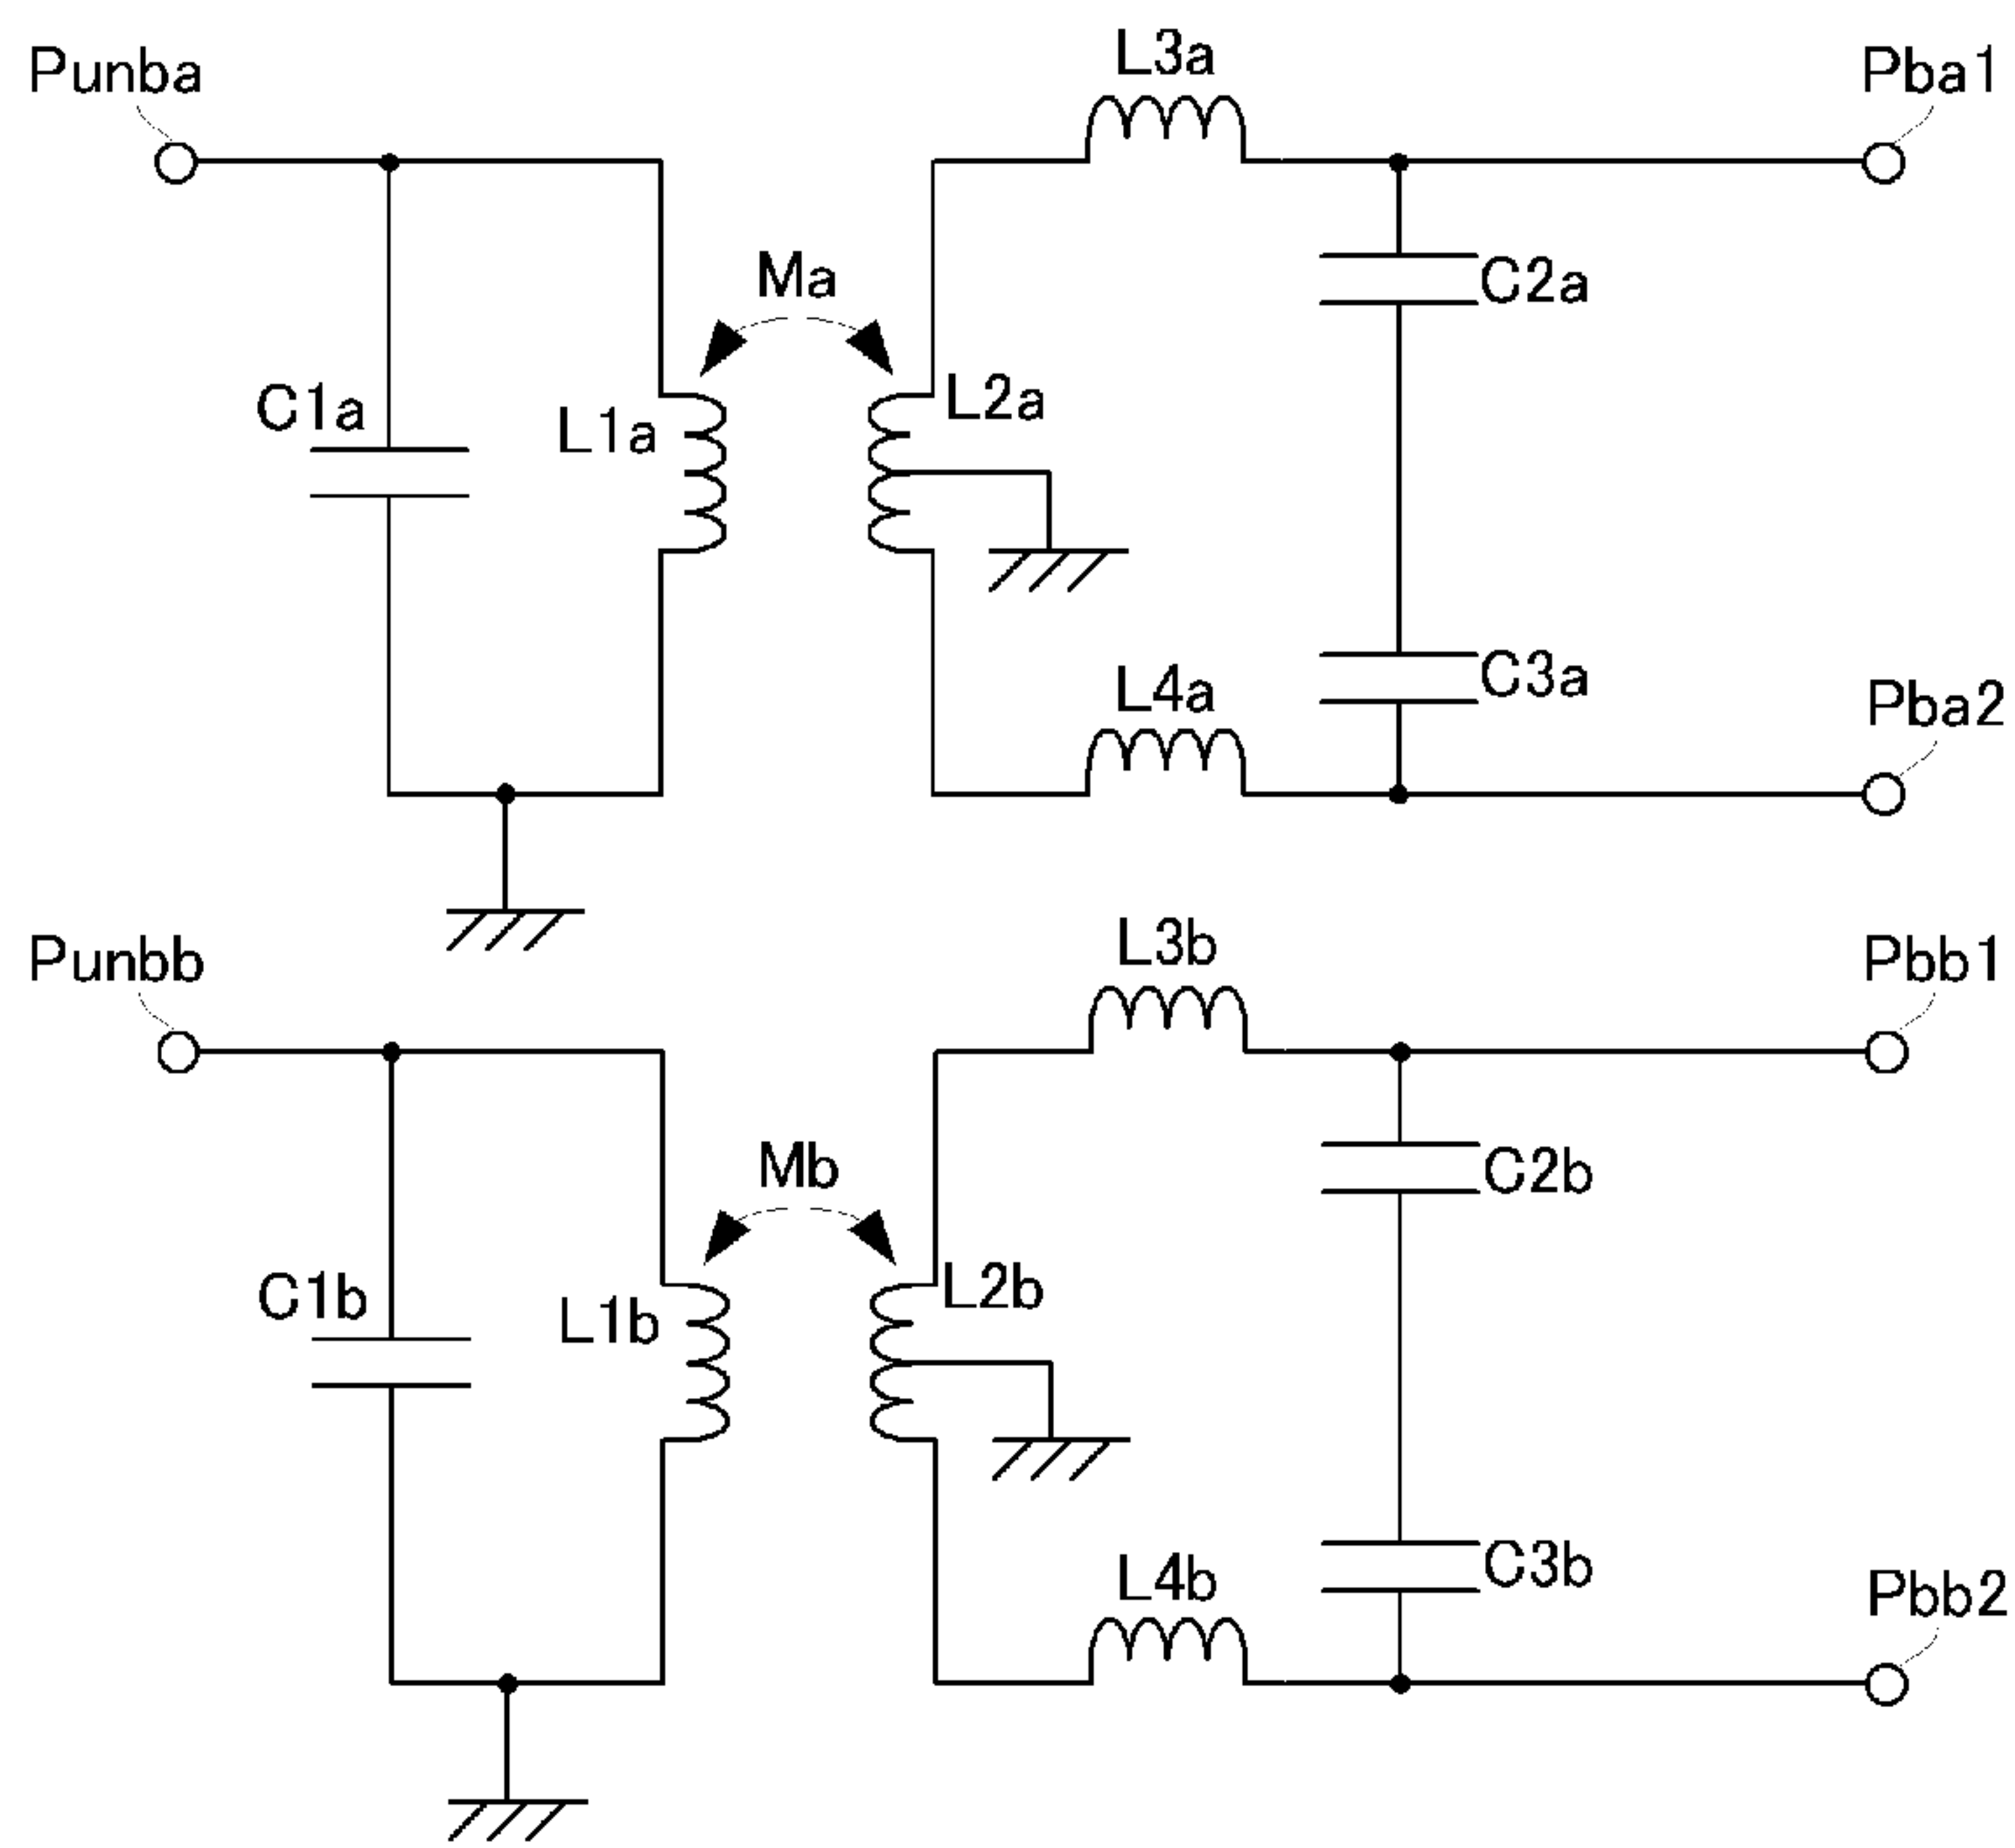 L3a
Punba
Pba1
Ma
C2a
L2a
C1a
L1a
C3a
L4a
Pba2
L3b
Punbb
Pbb1
Mb
C2b
L2b
C1b
L1b
C3b
L4b
Pbb2